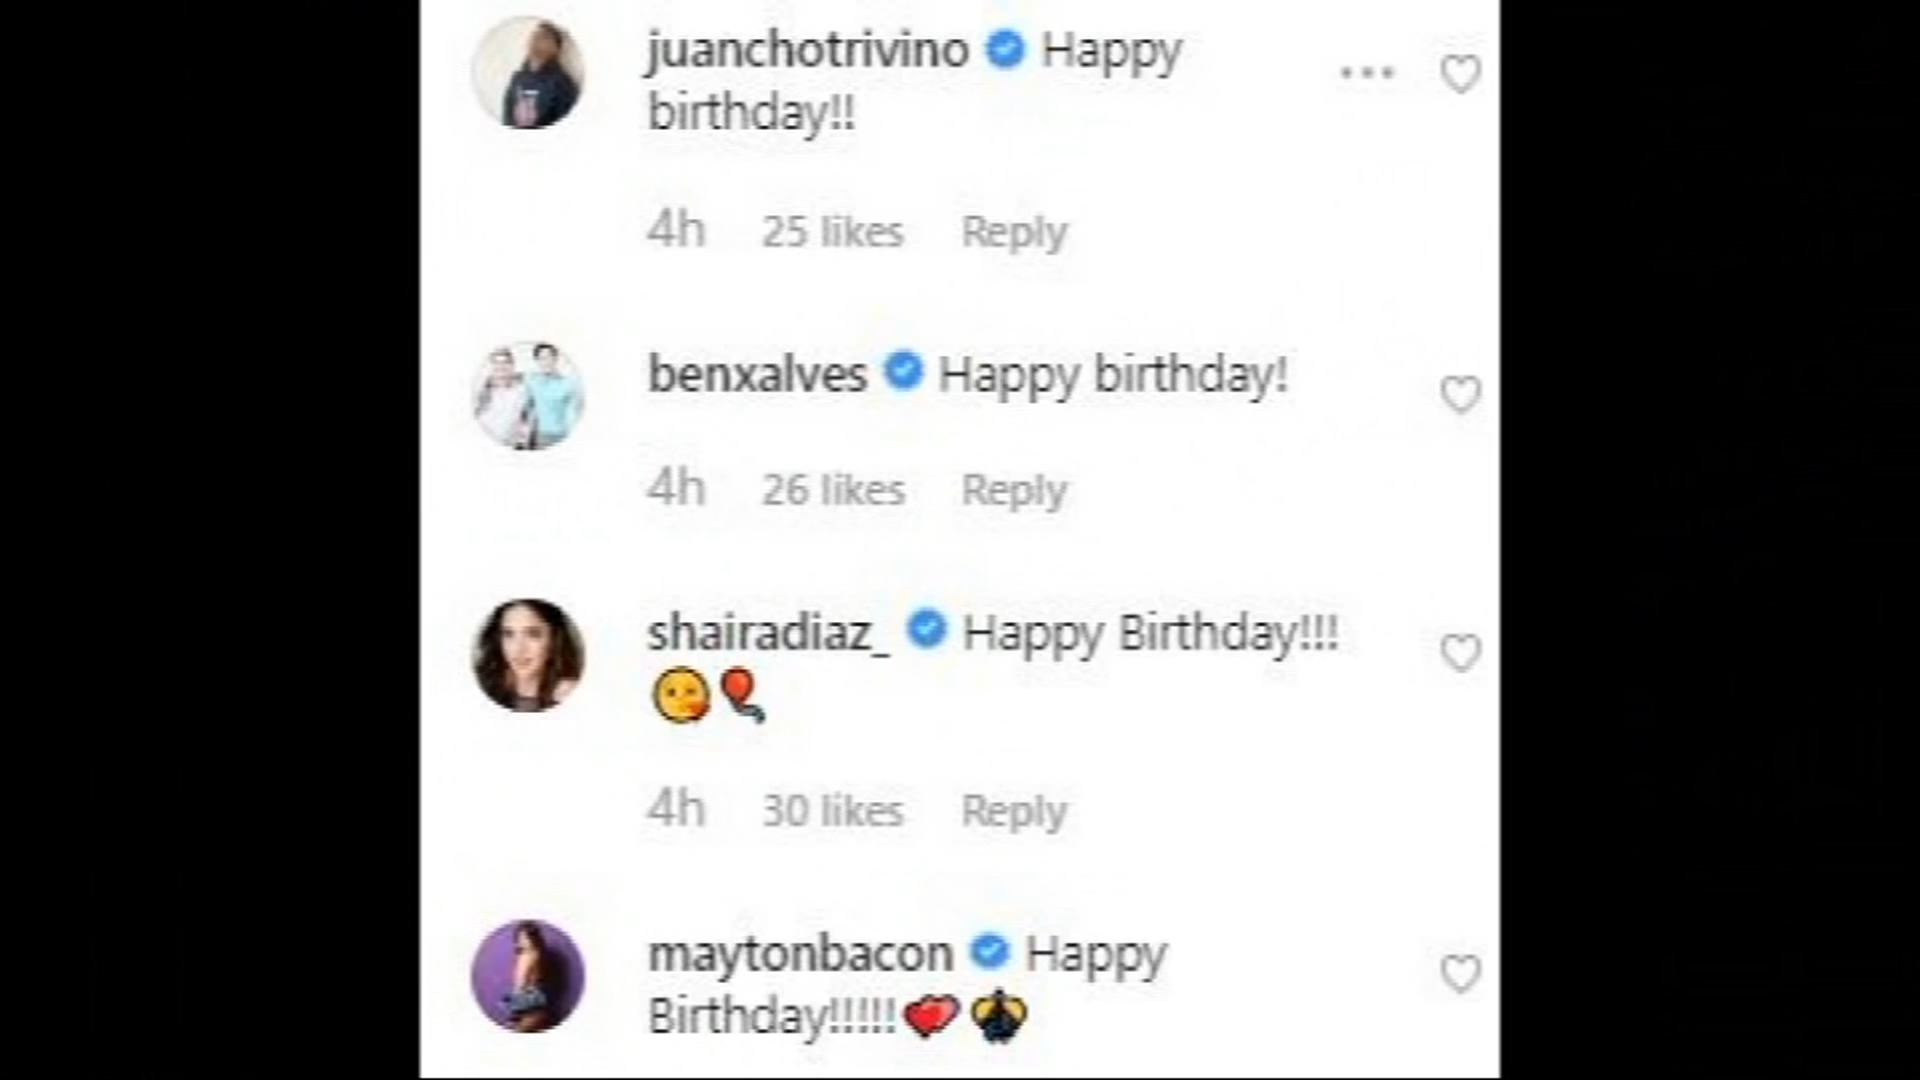 juanchotrivino Happy
birthday!!
4h 25 likes Reply
benxalves Happy birthday!
4h 26 likes Reply
shairadiaz_ Happy Birthday!!!
😘🎈
4h 30 likes Reply
maytonbacon Happy
Birthday!!!!!💕